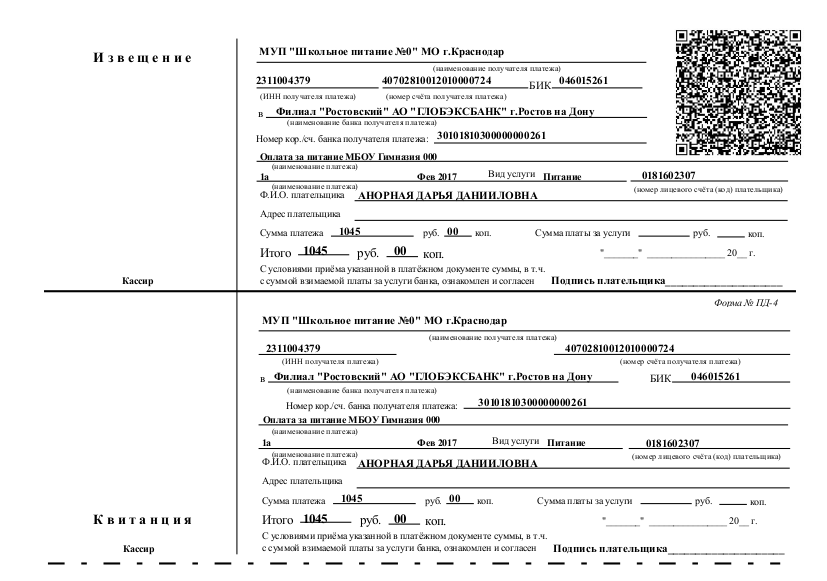 Извещение
МУП "Школьное питание №0" МО г.Краснодар
(наименование получателя платежа)
2311004379 40702810012010000724 БИК 046015261
(ИНН получателя платежа) (номер счёта получателя платежа)
в Филиал "Ростовский" АО "ГЛОБЭКСБАНК" г.Ростов на Дону
(наименование банка получателя платежа)
Номер кор./сч. банка получателя платежа: 30101810300000000261
Оплата за питание МБОУ Гимназия 000
(наименование платежа)
1а Фев 2017 Вид услуги Питание 0181602307
(наименование платежа) (номер лицевого счёта (код) плательщика)
Ф.И.О. плательщика АНОРНАЯ ДАРЬЯ ДАНИИЛОВНА
Адрес плательщика
Сумма платежа 1045 руб. 00 коп. Сумма платы за услуги руб. коп.
Итого 1045 руб. 00 коп. "_______" ________________ 20__ г.
С условиями приёма указанной в платёжном документе суммы, в т.ч.
с суммой взимаемой платы за услуги банка, ознакомлен и согласен Подпись плательщика
Кассир
Форма № ПД-4
МУП "Школьное питание №0" МО г.Краснодар
(наименование получателя платежа)
2311004379 40702810012010000724
(ИНН получателя платежа) (номер счёта получателя платежа)
в Филиал "Ростовский" АО "ГЛОБЭКСБАНК" г.Ростов на Дону БИК 046015261
(наименование банка получателя платежа)
Номер кор./сч. банка получателя платежа: 30101810300000000261
Оплата за питание МБОУ Гимназия 000
(наименование платежа)
1а Фев 2017 Вид услуги Питание 0181602307
(наименование платежа) (номер лицевого счёта (код) плательщика)
Ф.И.О. плательщика АНОРНАЯ ДАРЬЯ ДАНИИЛОВНА
Адрес плательщика
Сумма платежа 1045 руб. 00 коп. Сумма платы за услуги руб. коп.
Квитанция
Итого 1045 руб. 00 коп. "_______" ________________ 20__ г.
С условиями приёма указанной в платёжном документе суммы, в т.ч.
с суммой взимаемой платы за услуги банка, ознакомлен и согласен Подпись плательщика
Кассир